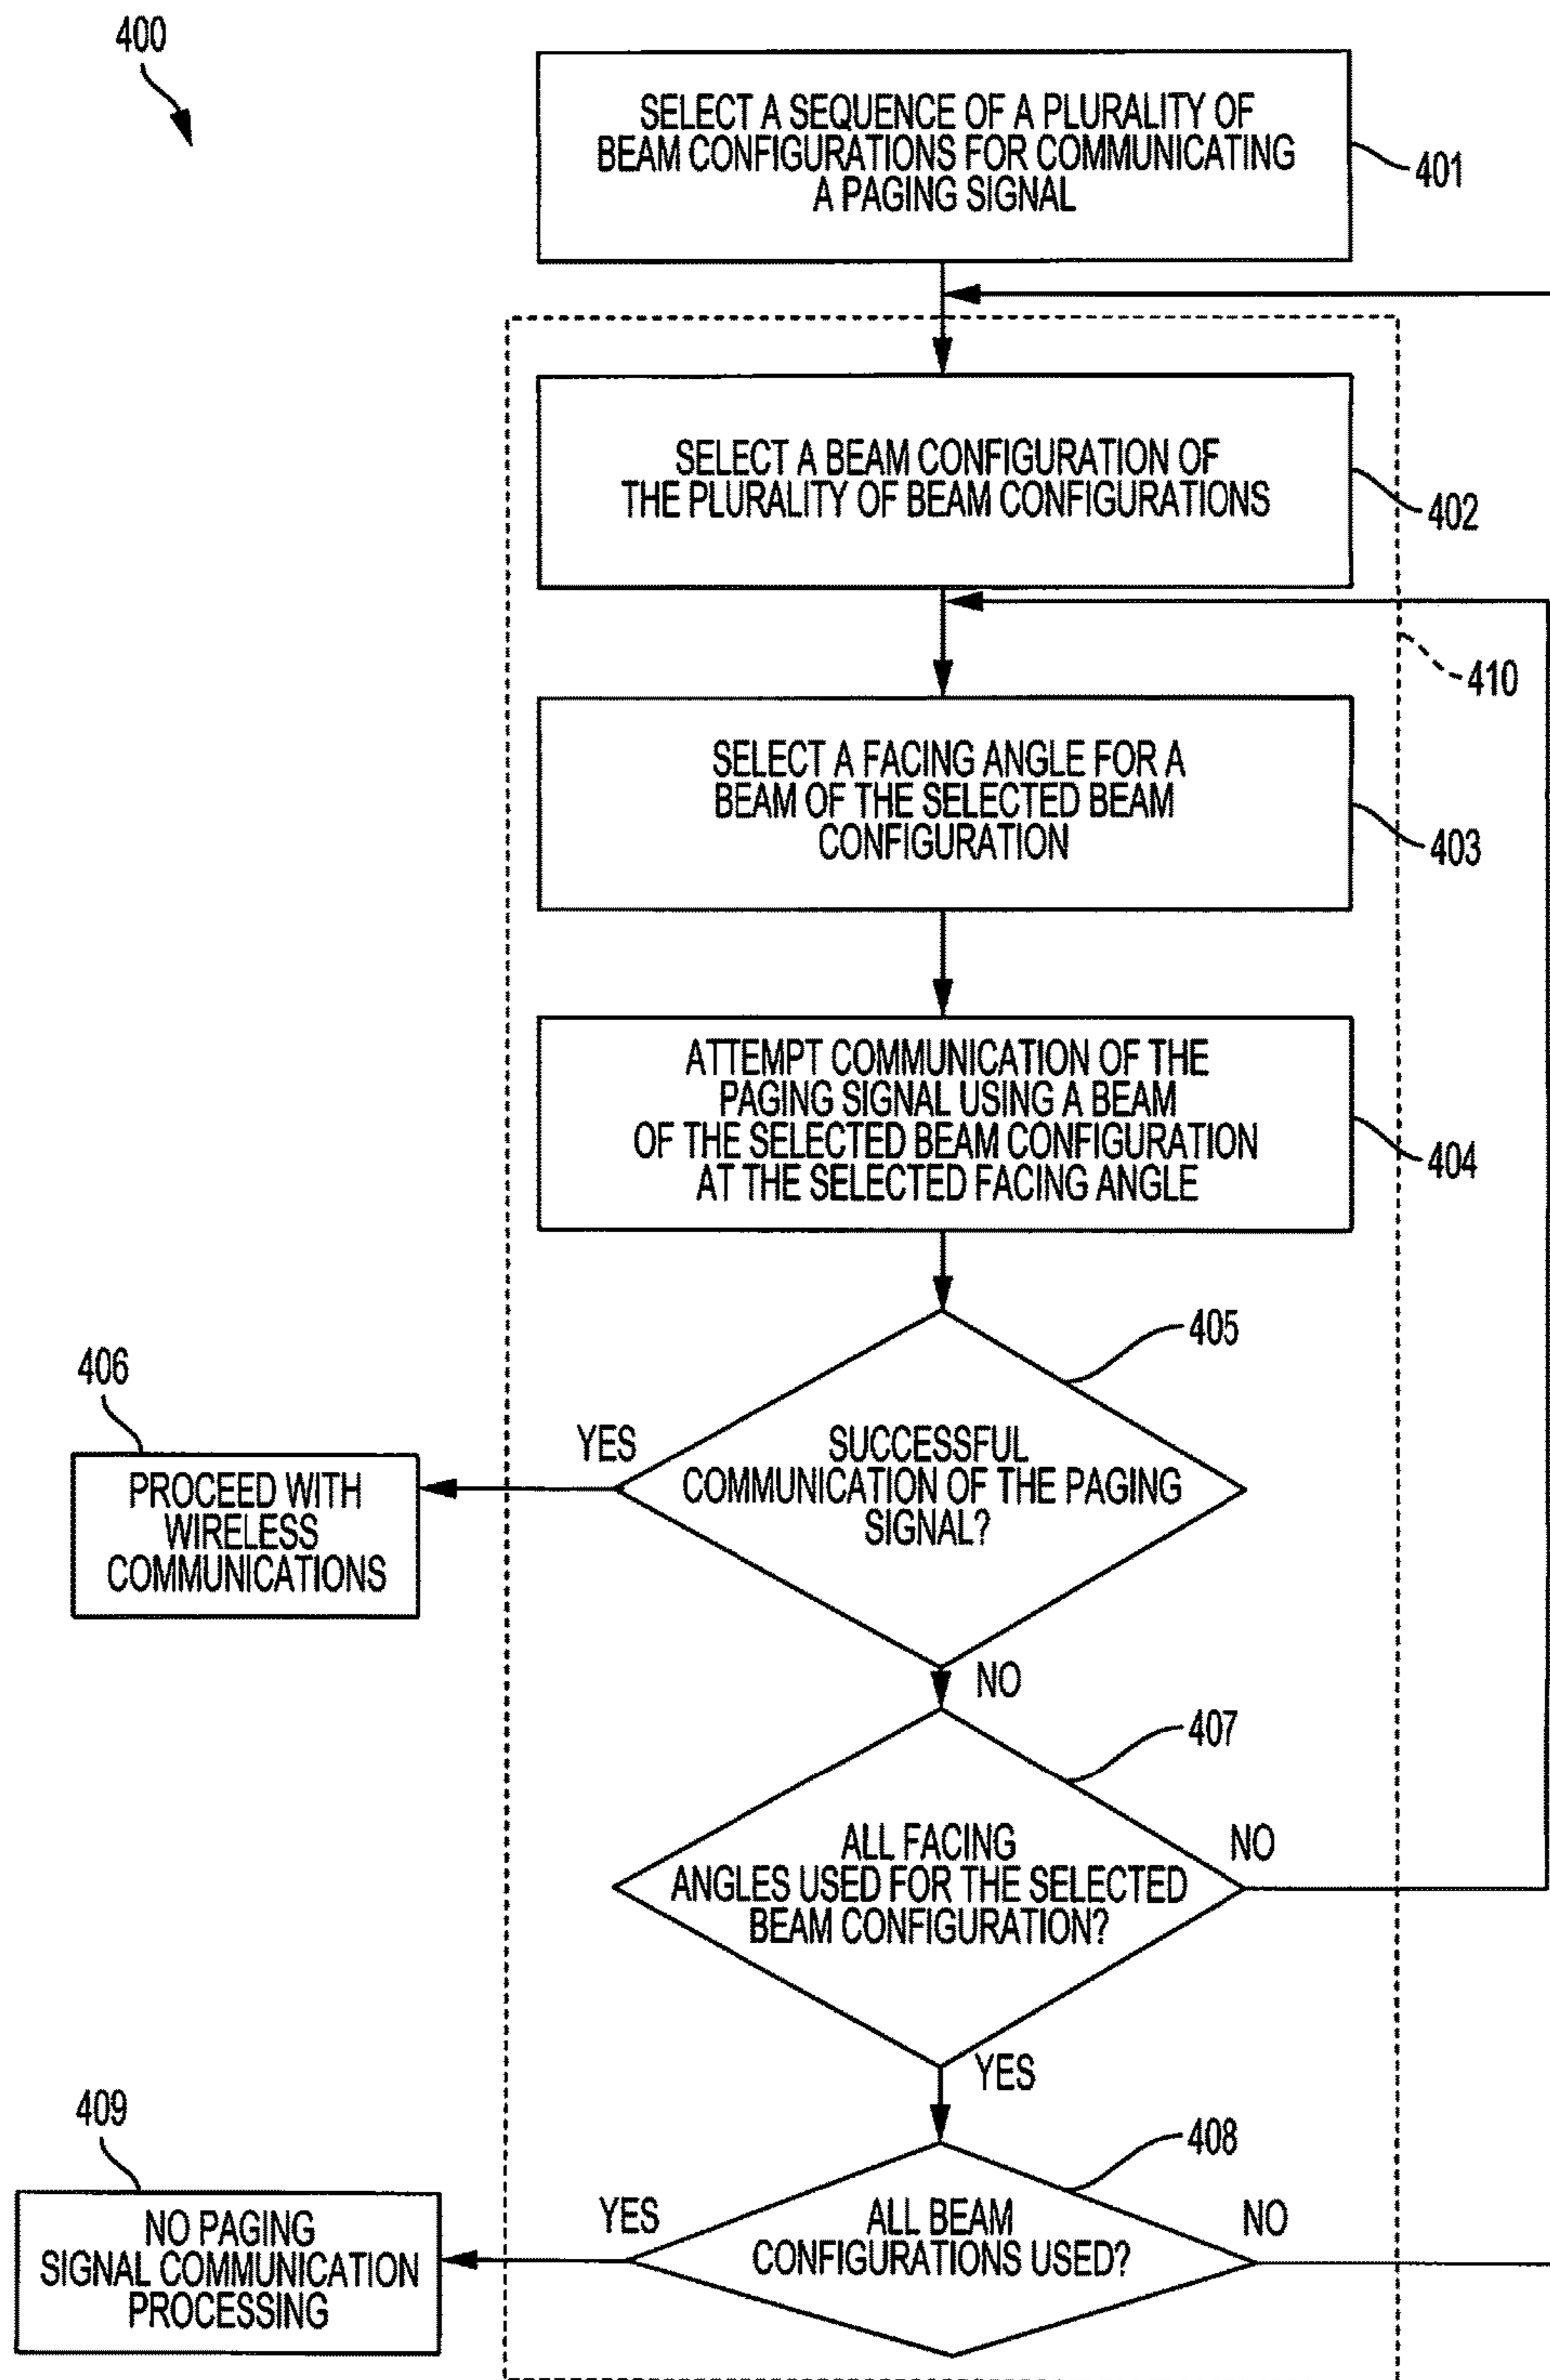 400
SELECT A SEQUENCE OF A PLURALITY OF
BEAM CONFIGURATIONS FOR COMMUNICATING
A PAGING SIGNAL
401
SELECT A BEAM CONFIGURATION OF
THE PLURALITY OF BEAM CONFIGURATIONS
402
410
SELECT A FACING ANGLE FOR A
BEAM OF THE SELECTED BEAM
CONFIGURATION
403
ATTEMPT COMMUNICATION OF THE
PAGING SIGNAL USING A BEAM
OF THE SELECTED BEAM CONFIGURATION
AT THE SELECTED FACING ANGLE
404
405
SUCCESSFUL
COMMUNICATION OF THE PAGING
SIGNAL?
YES
406
PROCEED WITH
WIRELESS
COMMUNICATIONS
NO
407
ALL FACING
ANGLES USED FOR THE SELECTED
BEAM CONFIGURATION?
NO
YES
408
ALL BEAM
CONFIGURATIONS USED?
NO
YES
409
NO PAGING
SIGNAL COMMUNICATION
PROCESSING